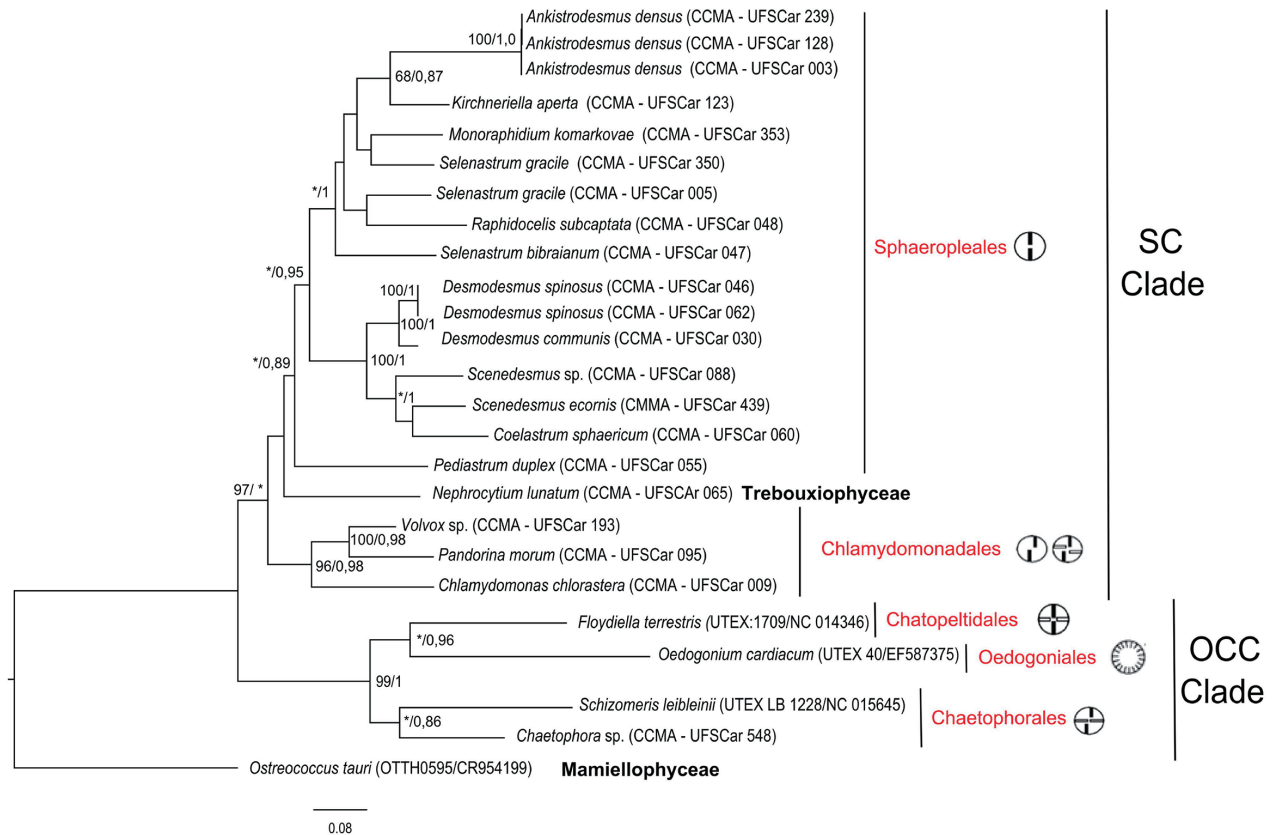 Ankistrodesmus densus (CCMA - UFSCar 239)
100/1,0
Ankistrodesmus densus (CCMA - UFSCar 128)
Ankistrodesmus densus (CCMA - UFSCar 003)
68/0,87
Kirchneriella aperta (CCMA - UFSCar 123)
Monoraphidium komarkovae (CCMA - UFSCar 353)
Selenastrum gracile (CCMA - UFSCar 350)
*/1
Selenastrum gracile (CCMA - UFSCar 005)
Raphidocelis subcaptata (CCMA - UFSCar 048)
Selenastrum bibraianum (CCMA - UFSCar 047)
Sphaeropleales
SC
Clade
*/0,95
100/1
Desmodesmus spinosus (CCMA - UFSCar 046)
Desmodesmus spinosus (CCMA - UFSCar 062)
100/1
Desmodesmus communis (CCMA - UFSCar 030)
*/0,89
100/1
Scenedesmus sp. (CCMA - UFSCar 088)
*/1
Scenedesmus ecornis (CMMA - UFSCar 439)
Coelastrum sphaericum (CCMA - UFSCar 060)
Pediastrum duplex (CCMA - UFSCar 055)
97/ *
Nephrocytium lunatum (CCMA - UFSCAr 065) Trebouxiophyceae
Volvox sp. (CCMA - UFSCar 193)
100/0,98
Pandorina morum (CCMA - UFSCar 095)
96/0,98
Chlamydomonas chlorastera (CCMA - UFSCar 009)
Chlamydomonadales
Floydiella terrestris (UTEX:1709/NC 014346)
Chatopeltidales
*/0,96
Oedogonium cardiacum (UTEX 40/EF587375)
Oedogoniales
OCC
Clade
99/1
Schizomeris leibleinii (UTEX LB 1228/NC 015645)
*/0,86
Chaetophorales
Chaetophora sp. (CCMA - UFSCar 548)
Ostreococcus tauri (OTTH0595/CR954199) Mamiellophyceae
0.08